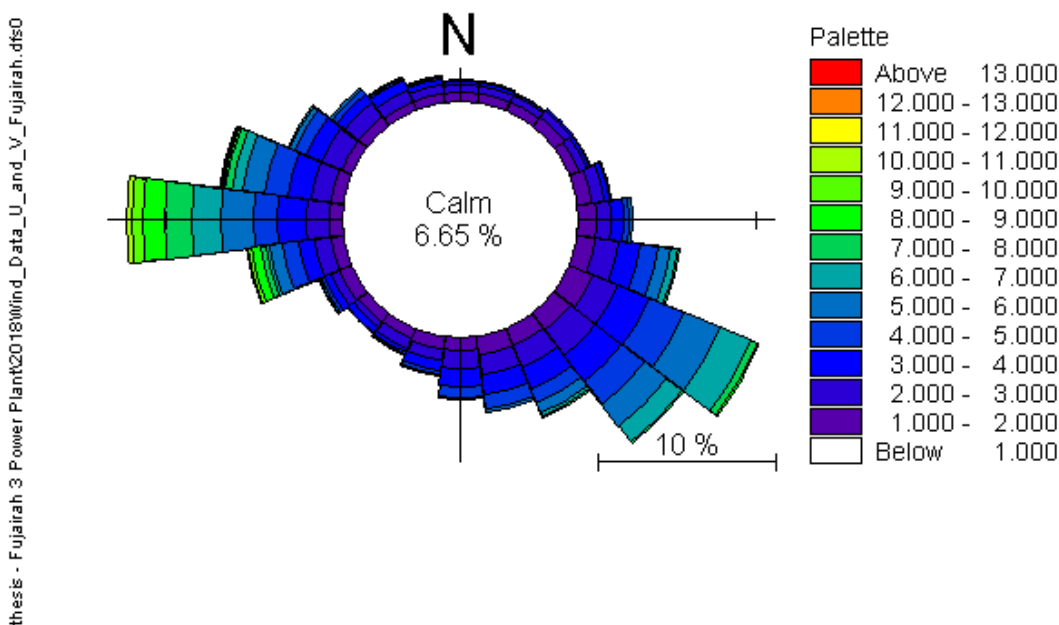 thesis - Fujairah 3 Power Plant\2018\Wind_Data_U_and_V_Fujairah.dfs0
N
Calm
6.65 %
10 %
Palette
Above 13.000
12.000 - 13.000
11.000 - 12.000
10.000 - 11.000
9.000 - 10.000
8.000 - 9.000
7.000 - 8.000
6.000 - 7.000
5.000 - 6.000
4.000 - 5.000
3.000 - 4.000
2.000 - 3.000
1.000 - 2.000
Below 1.000